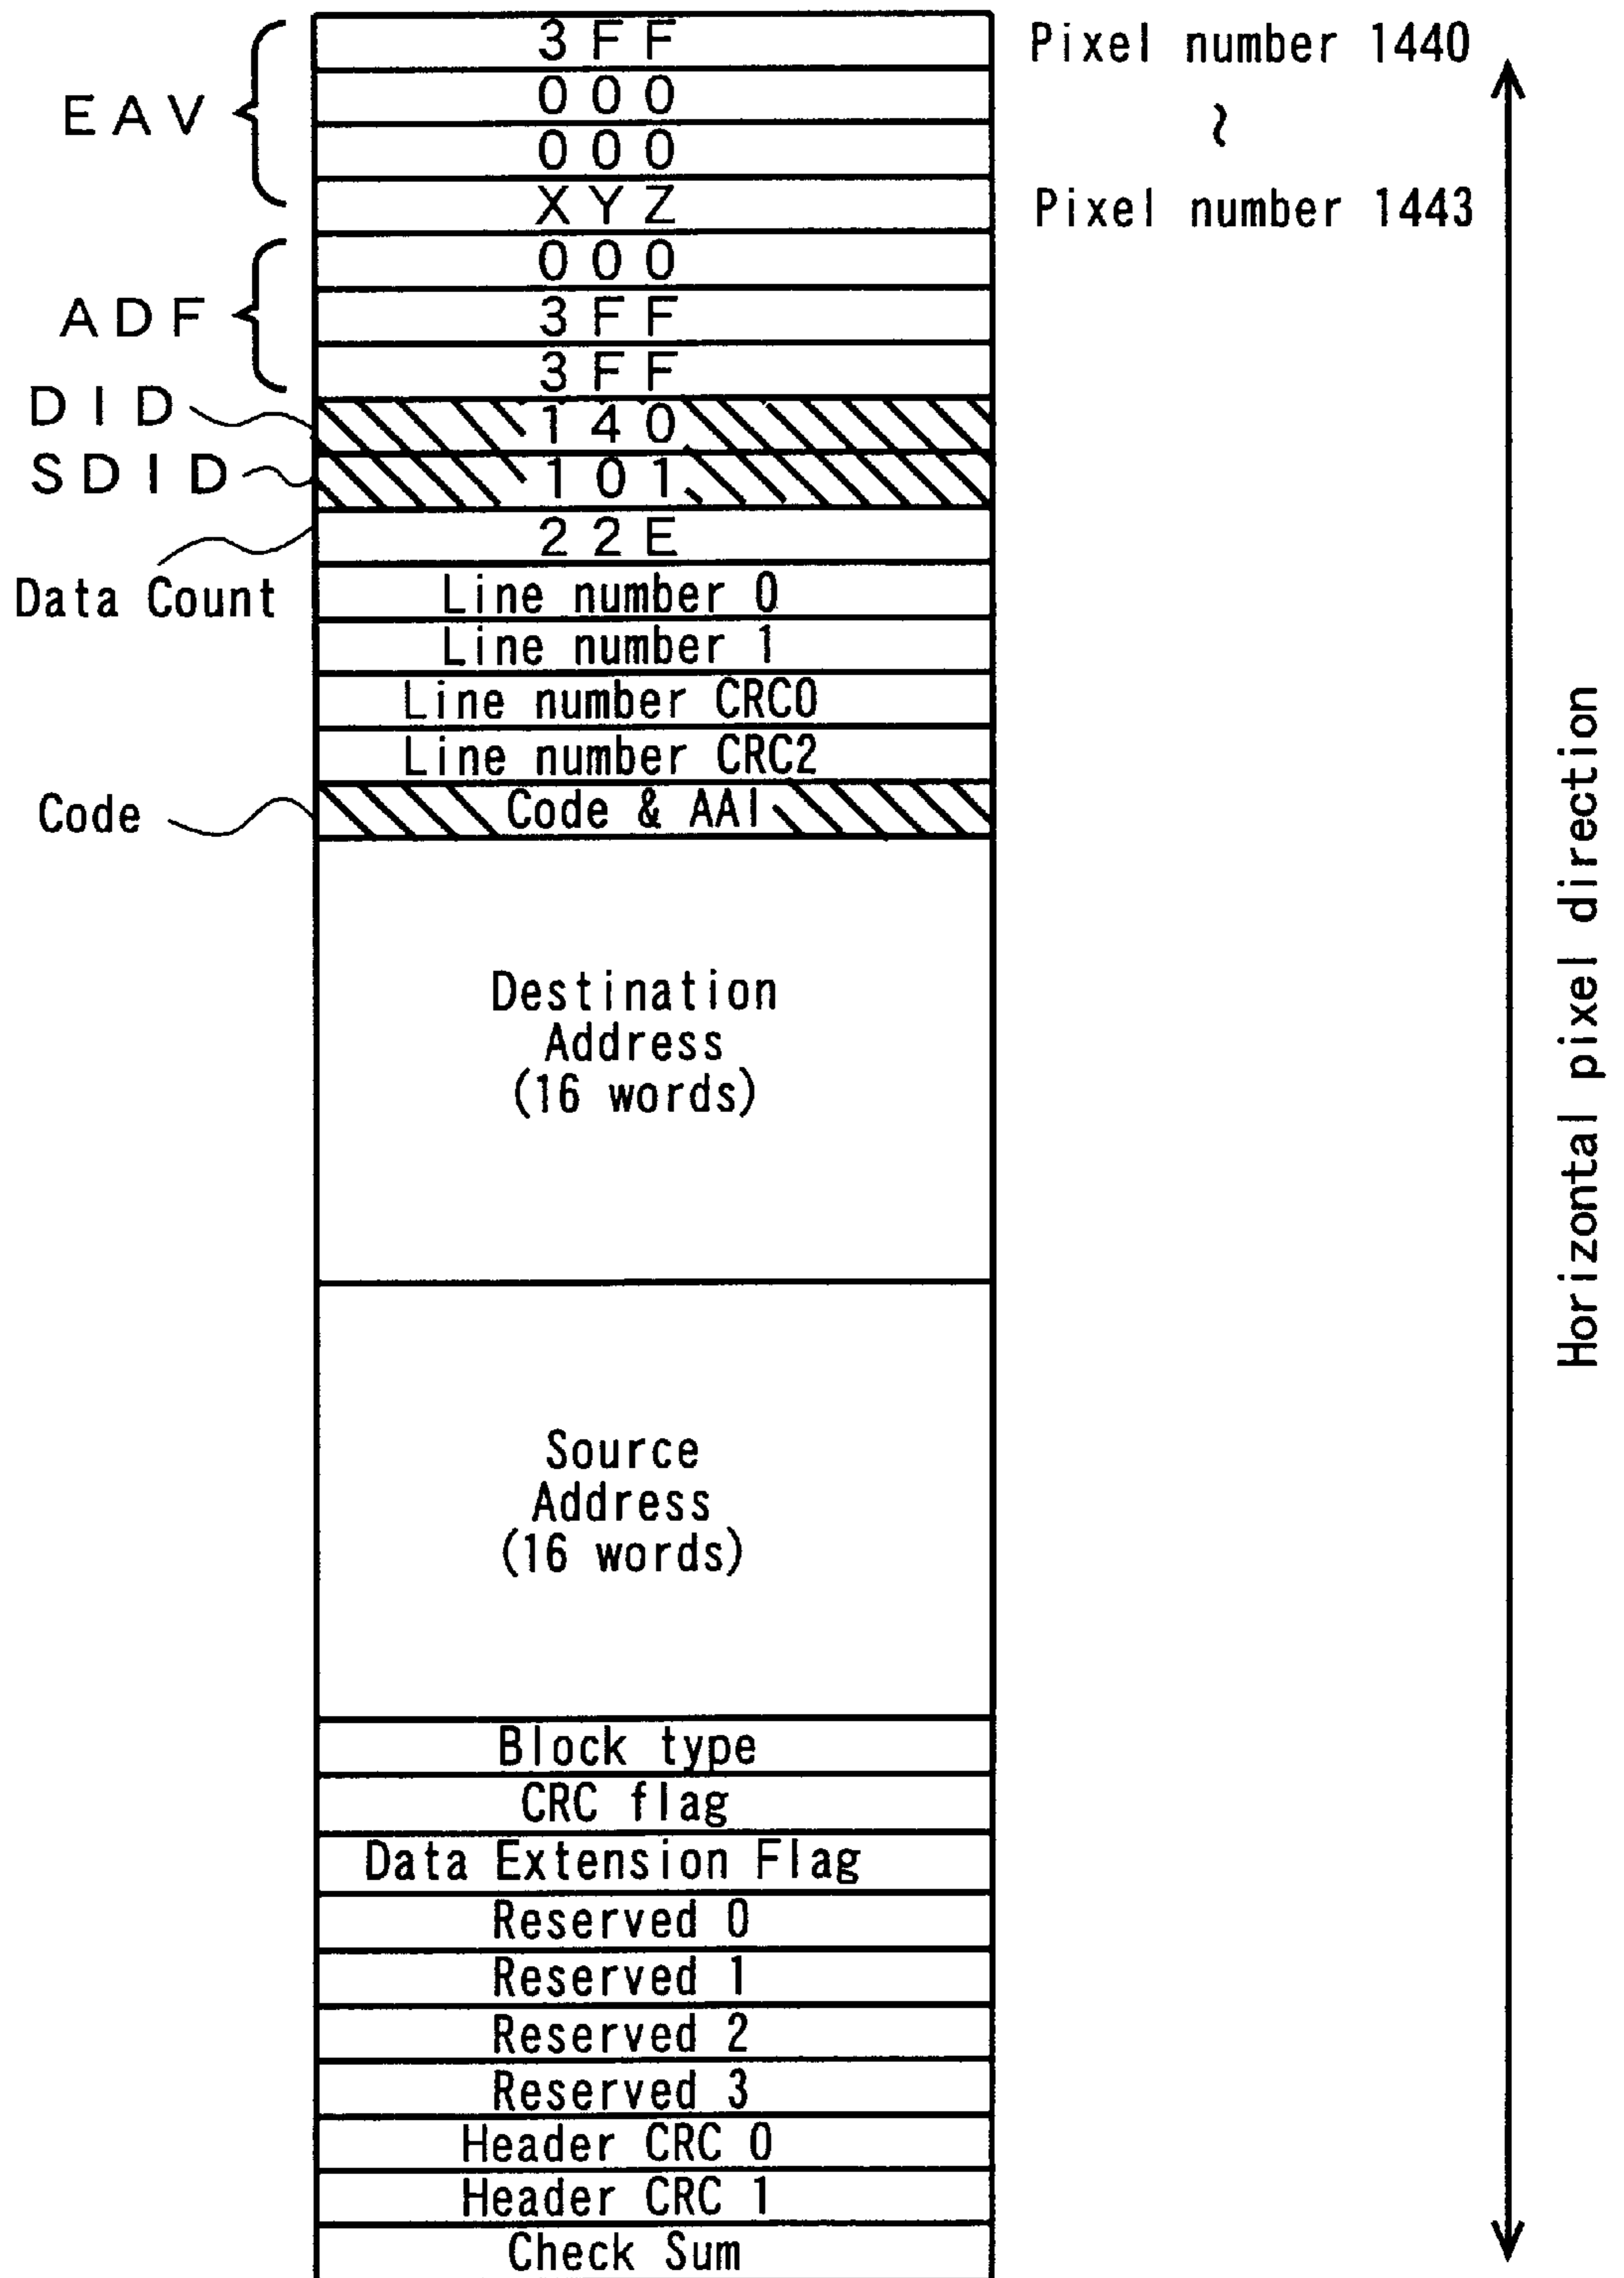 3FF
Pixel number 1440
EAV
000
000
XYZ
Pixel number 1443
000
ADF
3FF
3FF
DID
140
SDID
101
22E
Data Count
Line number 0
Line number 1
Line number CRC0
Line number CRC2
Code
Code & AAI
Destination
Address
(16 words)
Horizontal pixel direction
Source
Address
(16 words)
Block type
CRC flag
Data Extension Flag
Reserved 0
Reserved 1
Reserved 2
Reserved 3
Header CRC 0
Header CRC 1
Check Sum